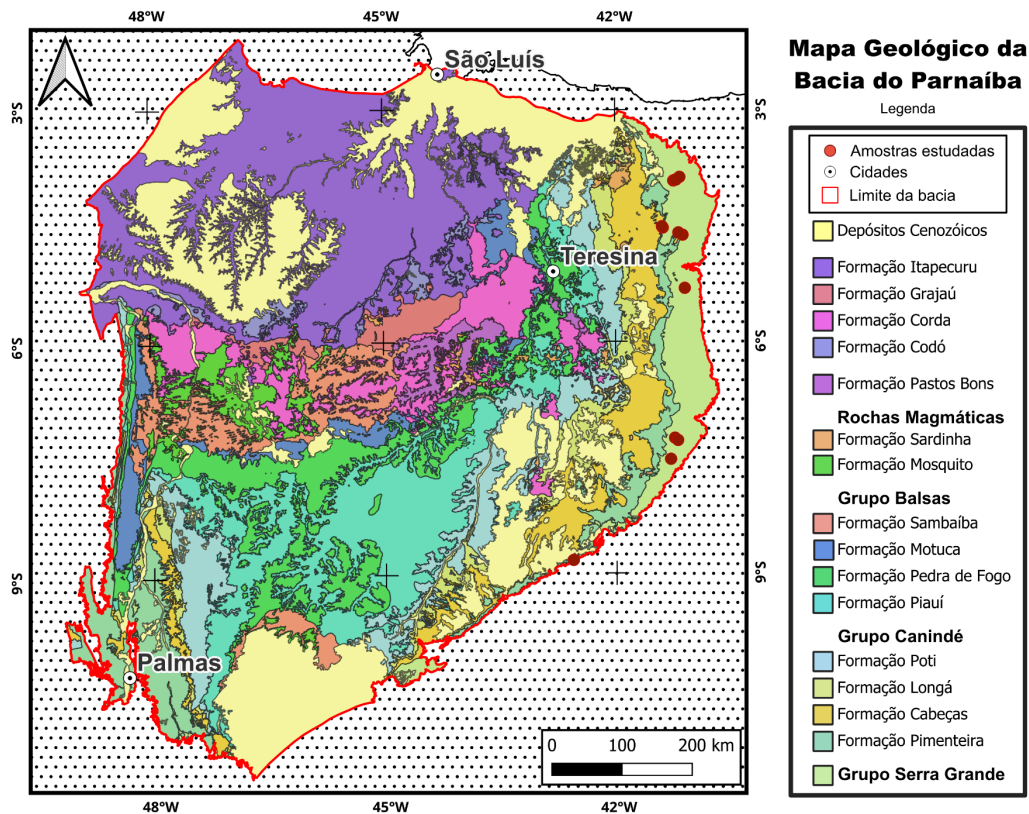 48°W
45°W
42°W
São Luís
3°S
3°S
Teresina
6°S
6°S
9°S
9°S
Palmas
0
100
200 km
48°W
45°W
42°W
Mapa Geológico da
Bacia do Parnaíba
Legenda
Amostras estudadas
Cidades
Limite da bacia
Depósitos Cenozóicos
Formação Itapecuru
Formação Grajaú
Formação Corda
Formação Codó
Formação Pastos Bons
Rochas Magmáticas
Formação Sardinha
Formação Mosquito
Grupo Balsas
Formação Sambaíba
Formação Motuca
Formação Pedra de Fogo
Formação Piauí
Grupo Canindé
Formação Poti
Formação Longá
Formação Cabeças
Formação Pimenteira
Grupo Serra Grande